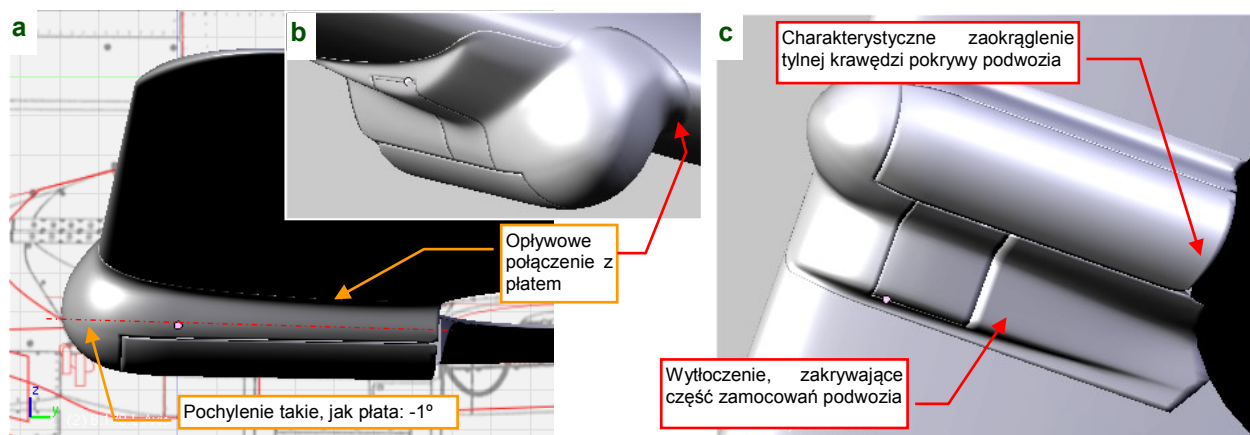 a
b
c
Charakterystyczne zaokrąglenie
tylnej krawędzi pokrywy podwozia
Opływowe
połączenie z
płatem
Wytłoczenie, zakrywające
część zamocowań podwozia
Pochylenie takie, jak płata: -1º
z
y